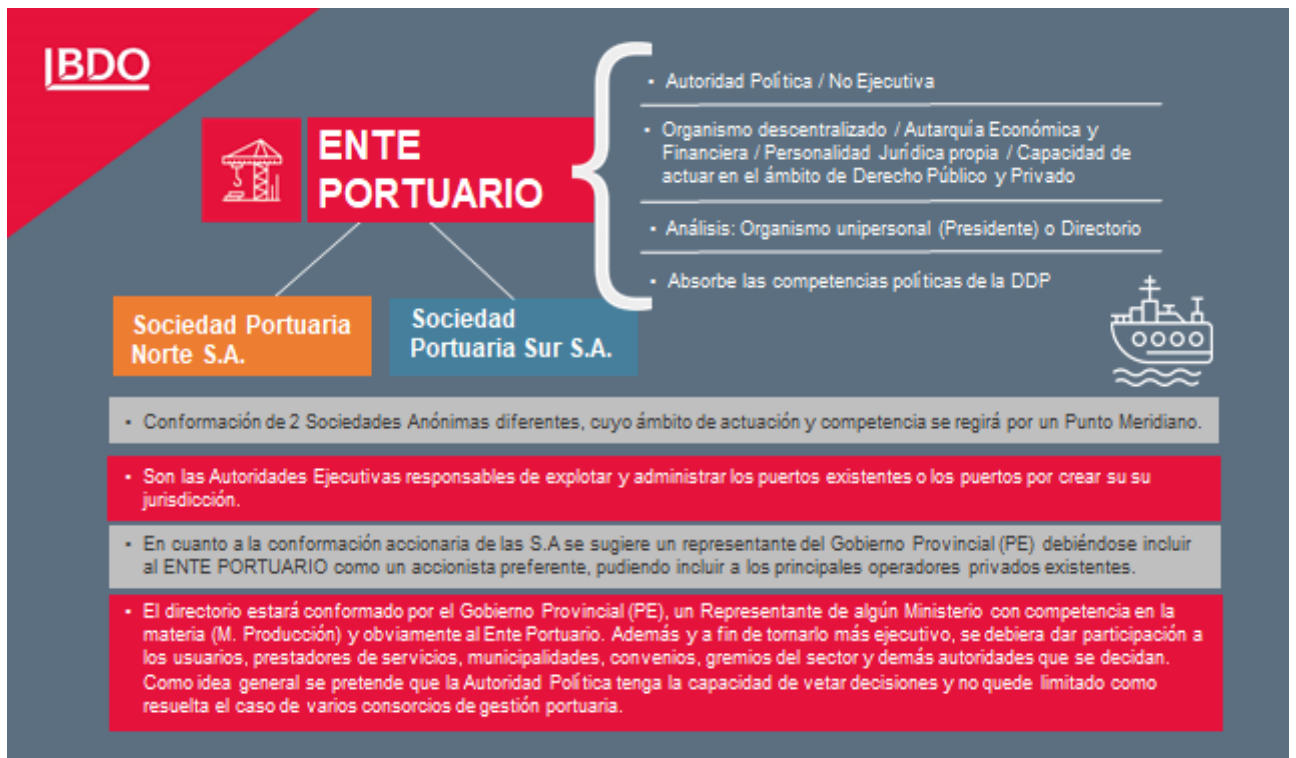 BDO
ENTE
PORTUARIO
• Autoridad Política / No Ejecutiva
• Organismo descentralizado / Autarquía Económica y
Financiera / Personalidad Jurídica propia / Capacidad de
actuar en el ámbito de Derecho Público y Privado
• Análisis: Organismo unipersonal (Presidente) o Directorio
• Absorbe las competencias políticas de la DDP
Sociedad Portuaria
Norte S.A.
Sociedad
Portuaria Sur S.A.
• Conformación de 2 Sociedades Anónimas diferentes, cuyo ámbito de actuación y competencia se regirá por un Punto Meridiano.
• Son las Autoridades Ejecutivas responsables de explotar y administrar los puertos existentes o los puertos por crear su su
jurisdicción.
• En cuanto a la conformación accionaria de las S.A se sugiere un representante del Gobierno Provincial (PE) debiéndose incluir
al ENTE PORTUARIO como un accionista preferente, pudiendo incluir a los principales operadores privados existentes.
• El directorio estará conformado por el Gobierno Provincial (PE), un Representante de algún Ministerio con competencia en la
materia (M. Producción) y obviamente al Ente Portuario. Además y a fin de tornarlo más ejecutivo, se debiera dar participación a
los usuarios, prestadores de servicios, municipalidades, convenios, gremios del sector y demás autoridades que se decidan.
Como idea general se pretende que la Autoridad Política tenga la capacidad de vetar decisiones y no quede limitado como
resuelta el caso de varios consorcios de gestión portuaria.